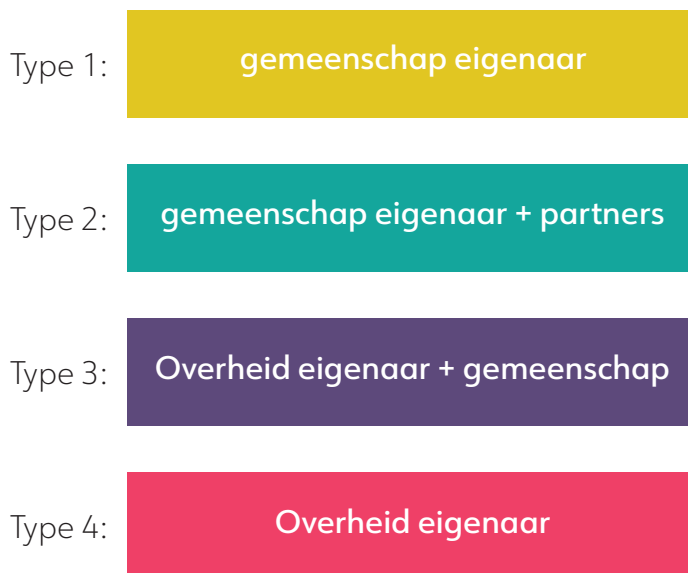 Type 1: gemeenschap eigenaar
Type 2: gemeenschap eigenaar + partners
Type 3: Overheid eigenaar + gemeenschap
Type 4: Overheid eigenaar